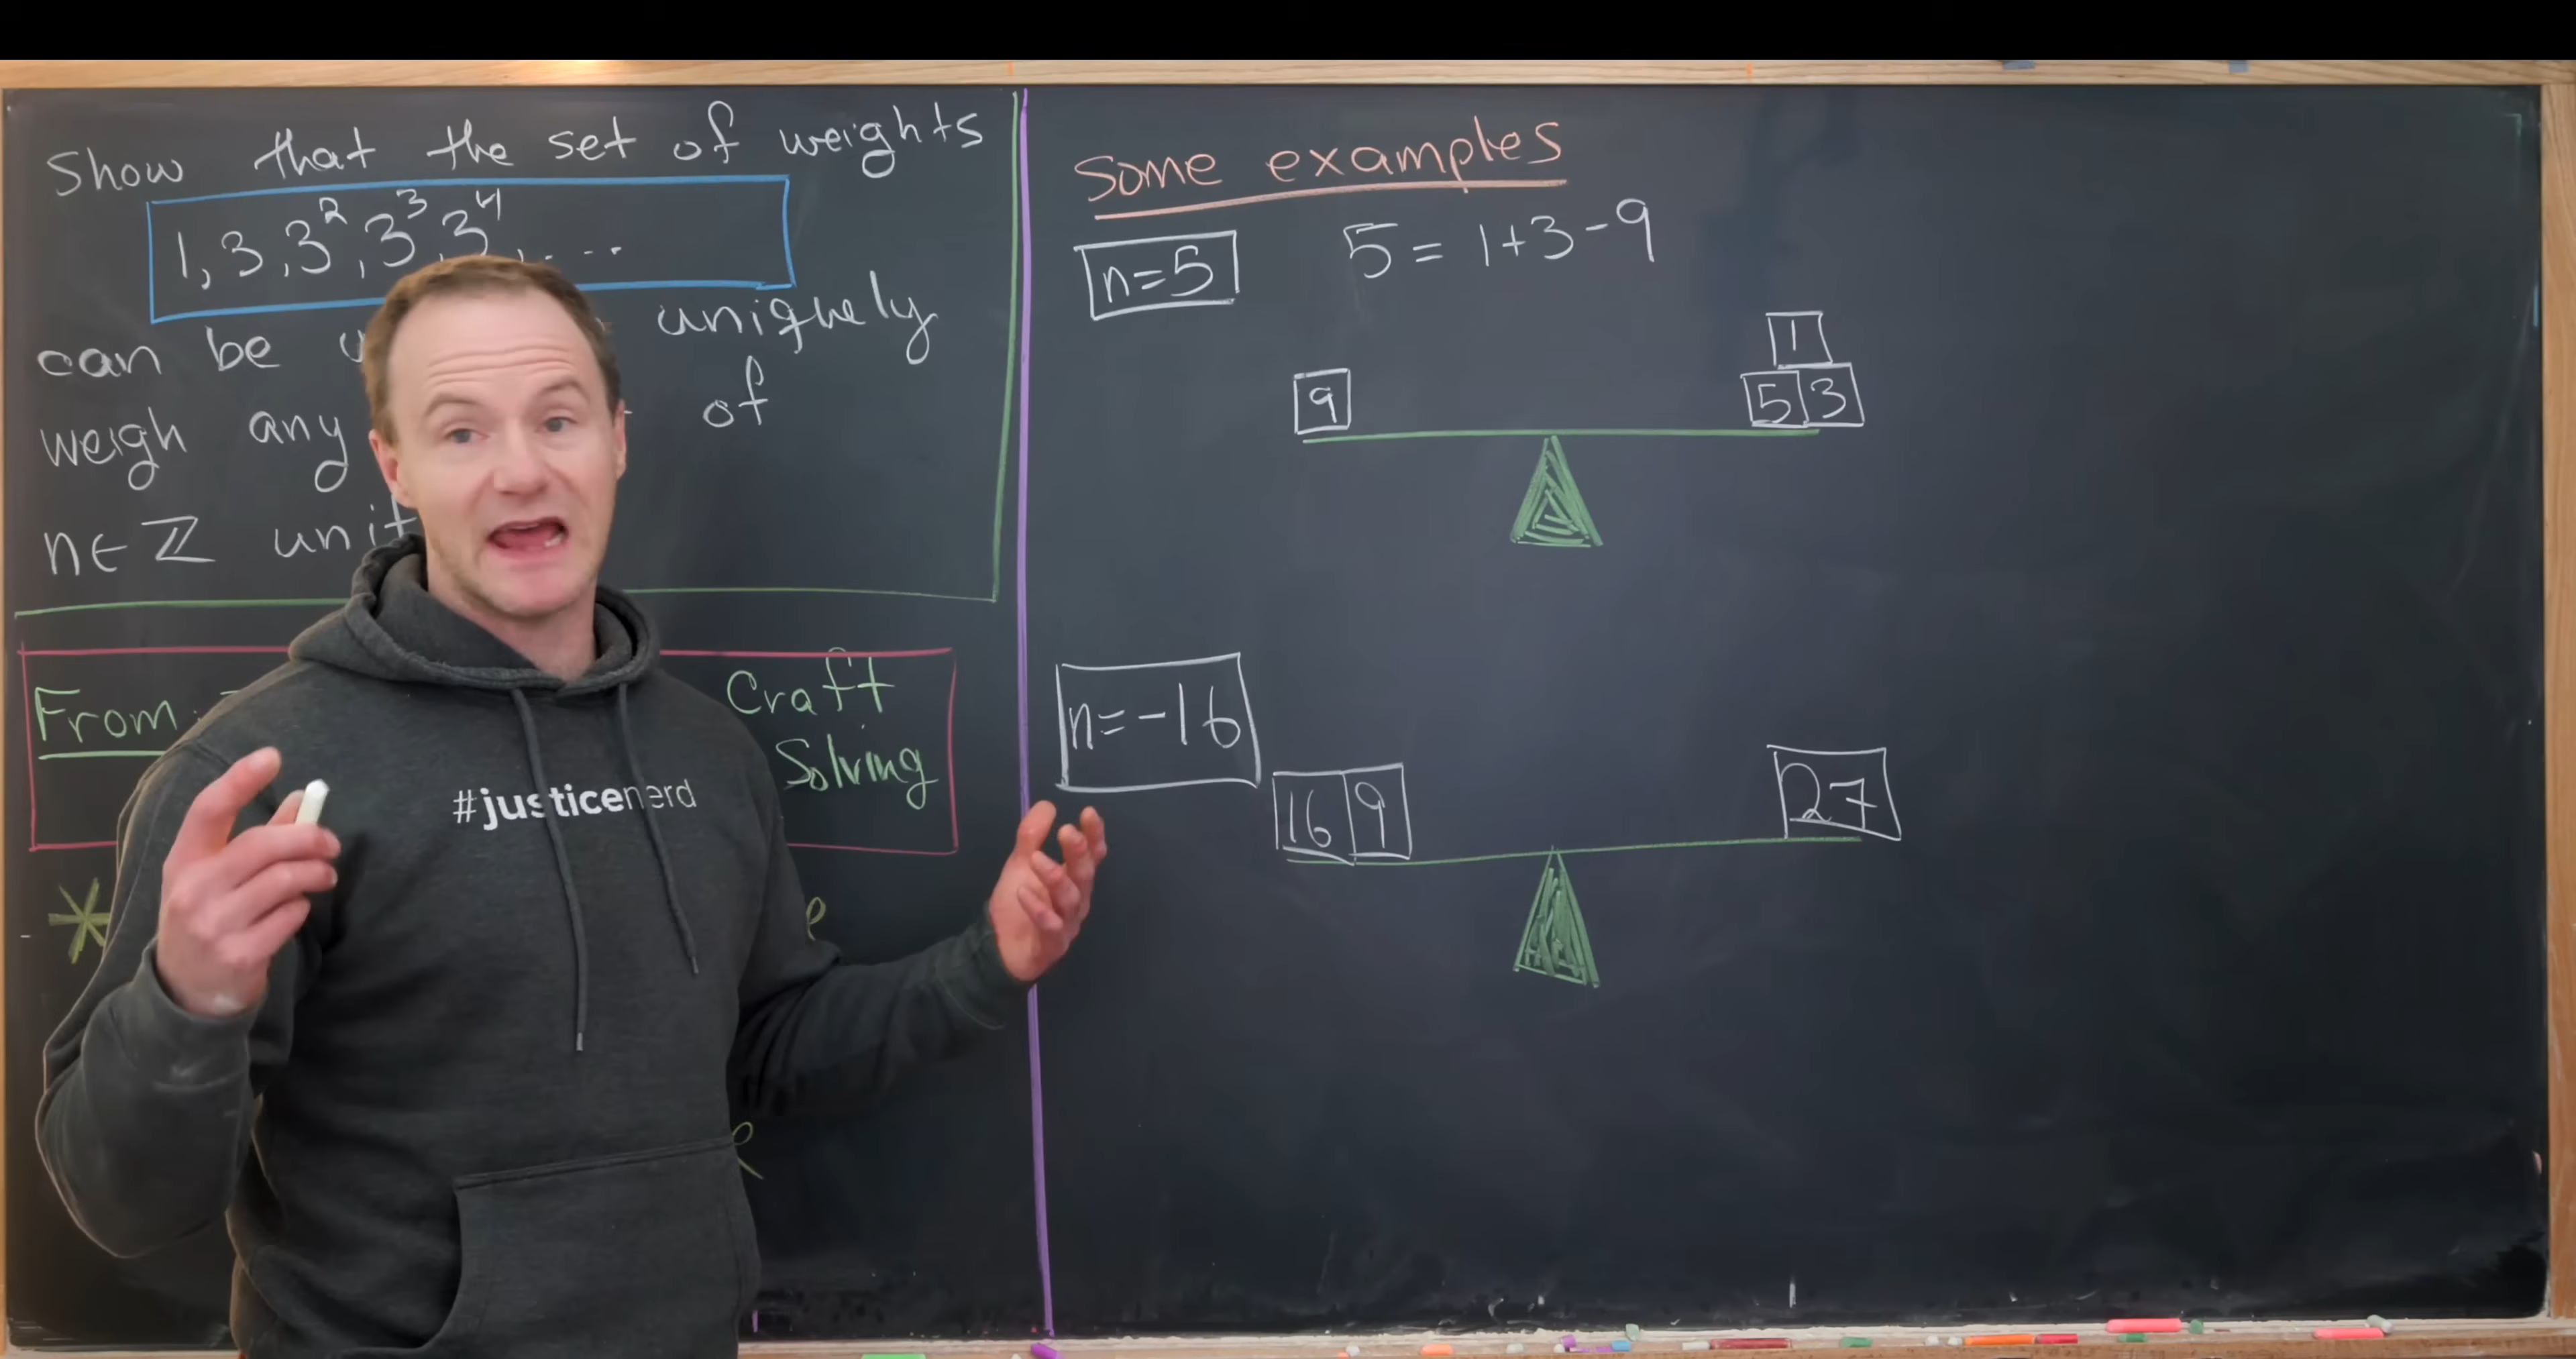 Show that the set of weights
1, 3, 3², 3³, 3⁴, ...
can be uniquely
weigh any of
n∈ℤ unit
From Craft
Solving
#justicenerd
Some examples
n=5 5 = 1+3-9
1
9 5 3
n=-16
16 9 27